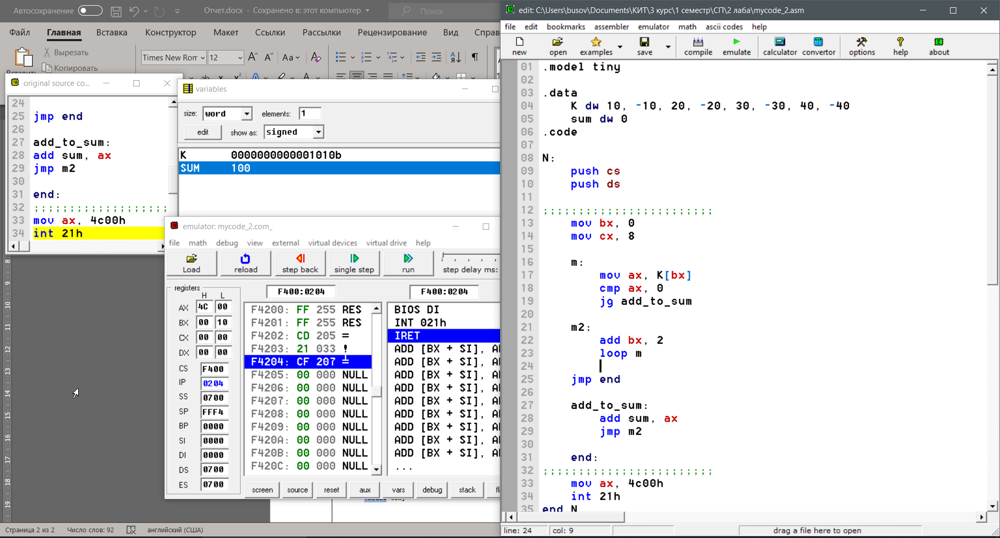 Автосохранение
Отчет.docx - Сохранено в: этот компьютер
Поиск
Файл Главная Вставка Конструктор Макет Ссылки Рассылки Рецензирование Вид Справ
Вырезать
Копировать
Times New Rom 12
Aa
original source co...
24
25 jmp end
26
27 add_to_sum:
28 add sum, ax
29 jmp m2
30
31 end:
32 ;;;;;;;;;;;;;;;;;;;
33 mov ax, 4c00h
34 int 21h
variables
size: word elements: 1
edit show as: signed
K 0000000000001010b
SUM 100
emulator: mycode_2.com_
file math debug view external virtual devices virtual drive help
Load reload step back single step run step delay ms:
registers
H L
AX 4C 00
BX 00 10
CX 00 00
DX 00 00
CS F400
IP 0204
SS 0700
SP FFF4
BP 0000
SI 0000
DI 0000
DS 0700
ES 0700
F400:0204
F4200: FF 255 RES
F4201: FF 255 RES
F4202: CD 205 =
F4203: 21 033 !
F4204: CF 207 ╧
F4205: 00 000 NULL
F4206: 00 000 NULL
F4207: 00 000 NULL
F4208: 00 000 NULL
F4209: 00 000 NULL
F420A: 00 000 NULL
F420B: 00 000 NULL
F420C: 00 000 NULL
F400:0204
BIOS DI
INT 021h
IRET
ADD [BX + SI], A
ADD [BX + SI], A
ADD [BX + SI], A
ADD [BX + SI], A
ADD [BX + SI], A
ADD [BX + SI], A
ADD [BX + SI], A
ADD [BX + SI], A
ADD [BX + SI], A
...
screen source reset aux vars debug stack fl
Страница 2 из 2 Число слов: 92 английский (США)
edit: C:\Users\busov\Documents\КИТ\3 курс\1 семестр\СП\2 лаба\mycode_2.asm
file edit bookmarks assembler emulator math ascii codes help
new open examples save compile emulate calculator convertor options help about
01 .model tiny
02
03 .data
04 K dw 10, -10, 20, -20, 30, -30, 40, -40
05 sum dw 0
06 .code
07
08 N:
09 push cs
10 push ds
11
12 ;;;;;;;;;;;;;;;;;;;;;;;;
13 mov bx, 0
14 mov cx, 8
15
16 m:
17 mov ax, K[bx]
18 cmp ax, 0
19 jg add_to_sum
20
21 m2:
22 add bx, 2
23 loop m
24
25 jmp end
26
27 add_to_sum:
28 add sum, ax
29 jmp m2
30
31 end:
32 ;;;;;;;;;;;;;;;;;;;;;;;;
33 mov ax, 4c00h
34 int 21h
35 end N
line: 24 col: 9 drag a file here to open